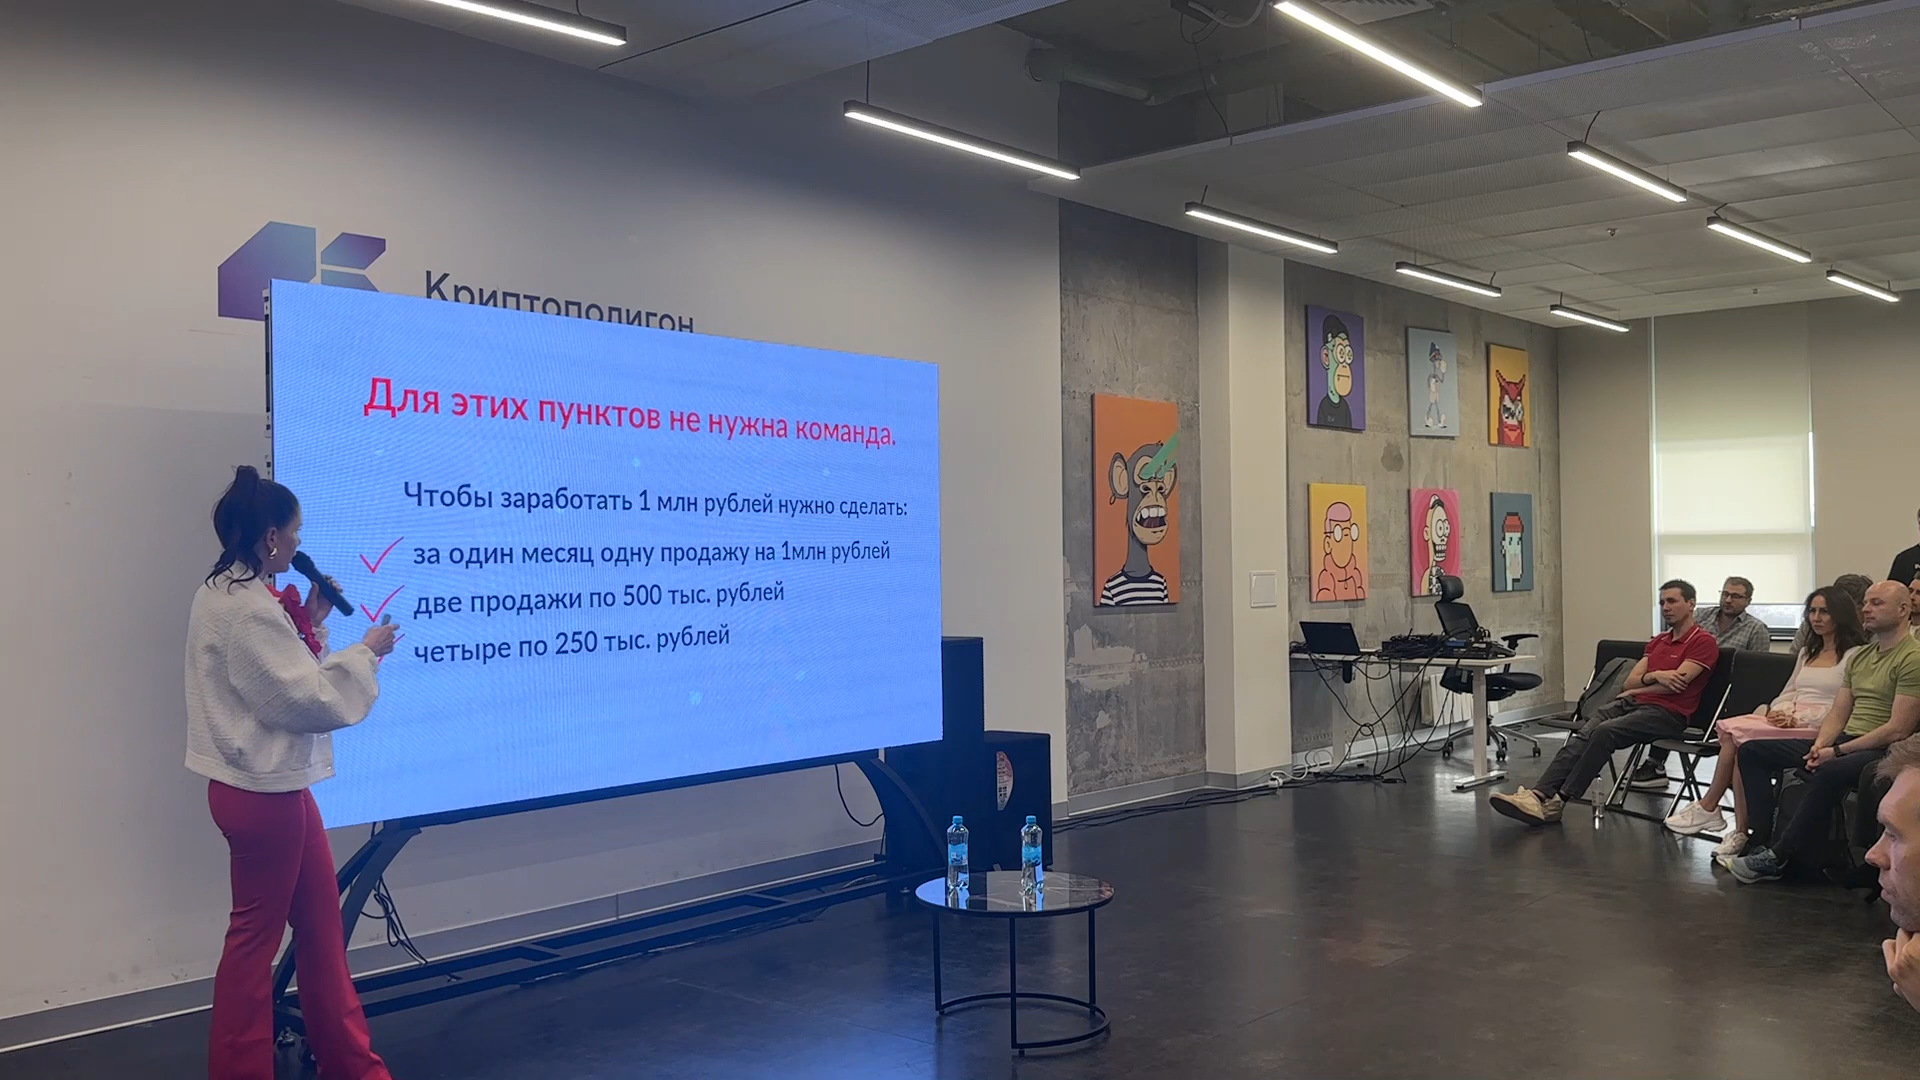 Криптополигон
Для этих пунктов не нужна команда.
Чтобы заработать 1 млн рублей нужно сделать:
за один месяц одну продажу на 1млн рублей
две продажи по 500 тыс. рублей
четыре по 250 тыс. рублей